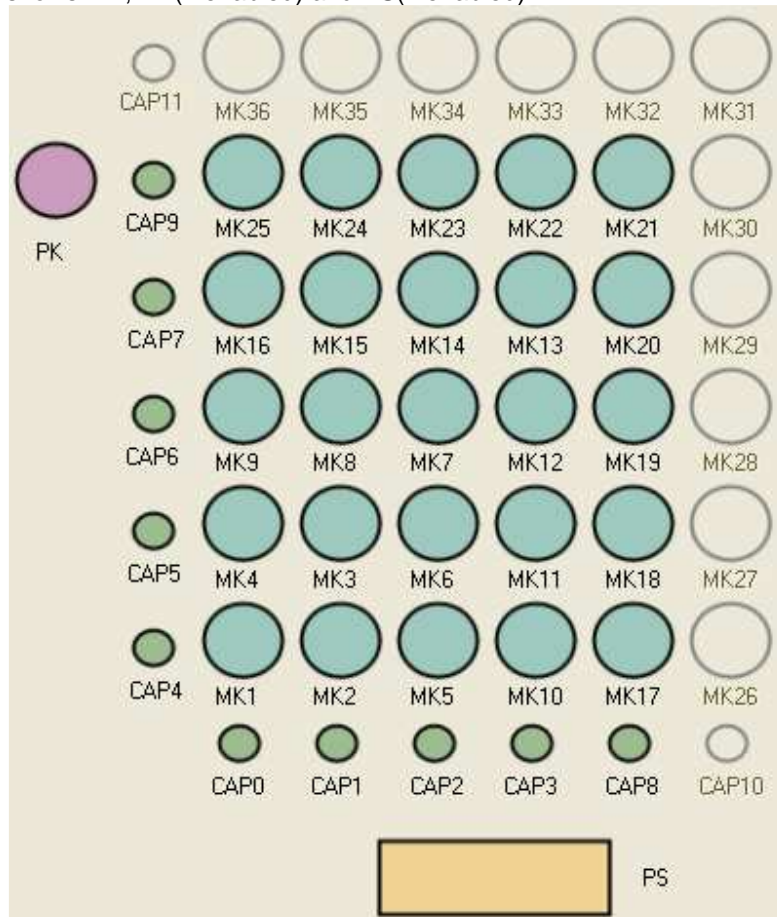 CAP11 MK36 MK35 MK34 MK33 MK32 MK31
PK CAP9 MK25 MK24 MK23 MK22 MK21 MK30
CAP7 MK16 MK15 MK14 MK13 MK20 MK29
CAP6 MK9 MK8 MK7 MK12 MK19 MK28
CAP5 MK4 MK3 MK6 MK11 MK18 MK27
CAP4 MK1 MK2 MK5 MK10 MK17 MK26
CAP0 CAP1 CAP2 CAP3 CAP8 CAP10
PS